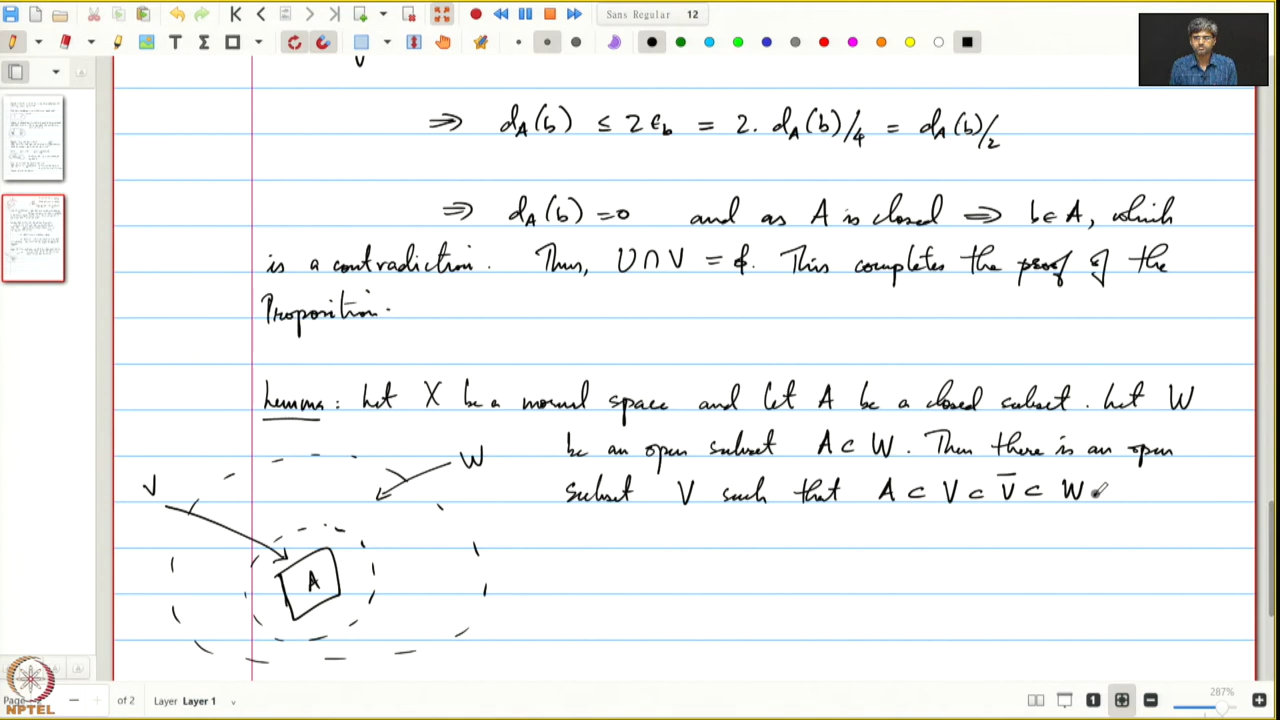 Sans Regular 12
⇒ d_A(b) ≤ 2ϵ_b = 2. d_A(b)/4 = d_A(b)/2
⇒ d_A(b) = 0 and as A is closed ⇒ b ∈ A, which
is a contradiction. Thus, U ∩ V = ϕ. This completes the proof of the
Proposition.
Lemma: Let X be a normal space and let A be a closed subset. Let W
be an open subset A ⊂ W. Then there is an open
subset V such that A ⊂ V ⊂ V̄ ⊂ W
W
V
A
NPTEL
Page
of 2
Layer Layer 1
287%